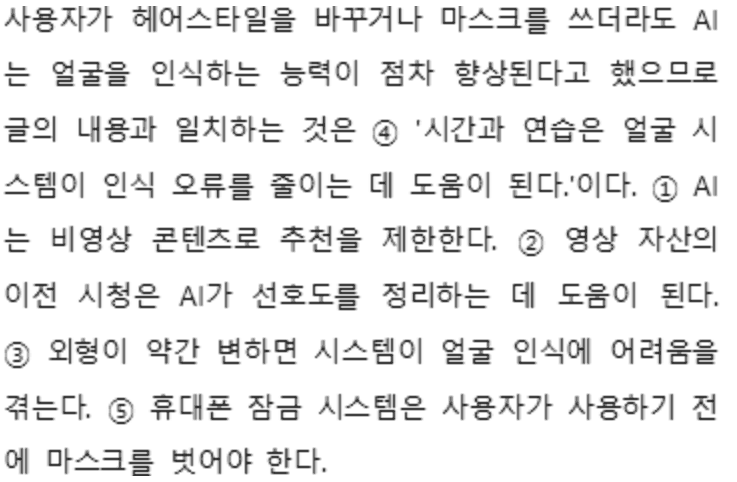 사용자가 헤어스타일을 바꾸거나 마스크를 쓰더라도 AI
는 얼굴을 인식하는 능력이 점차 향상된다고 했으므로
글의 내용과 일치하는 것은 ④ '시간과 연습은 얼굴 시
스템이 인식 오류를 줄이는 데 도움이 된다.'이다. ① AI
는 비영상 콘텐츠로 추천을 제한한다. ② 영상 자산의
이전 시청은 AI가 선호도를 정리하는 데 도움이 된다.
③ 외형이 약간 변하면 시스템이 얼굴 인식에 어려움을
겪는다. ⑤ 휴대폰 잠금 시스템은 사용자가 사용하기 전
에 마스크를 벗어야 한다.